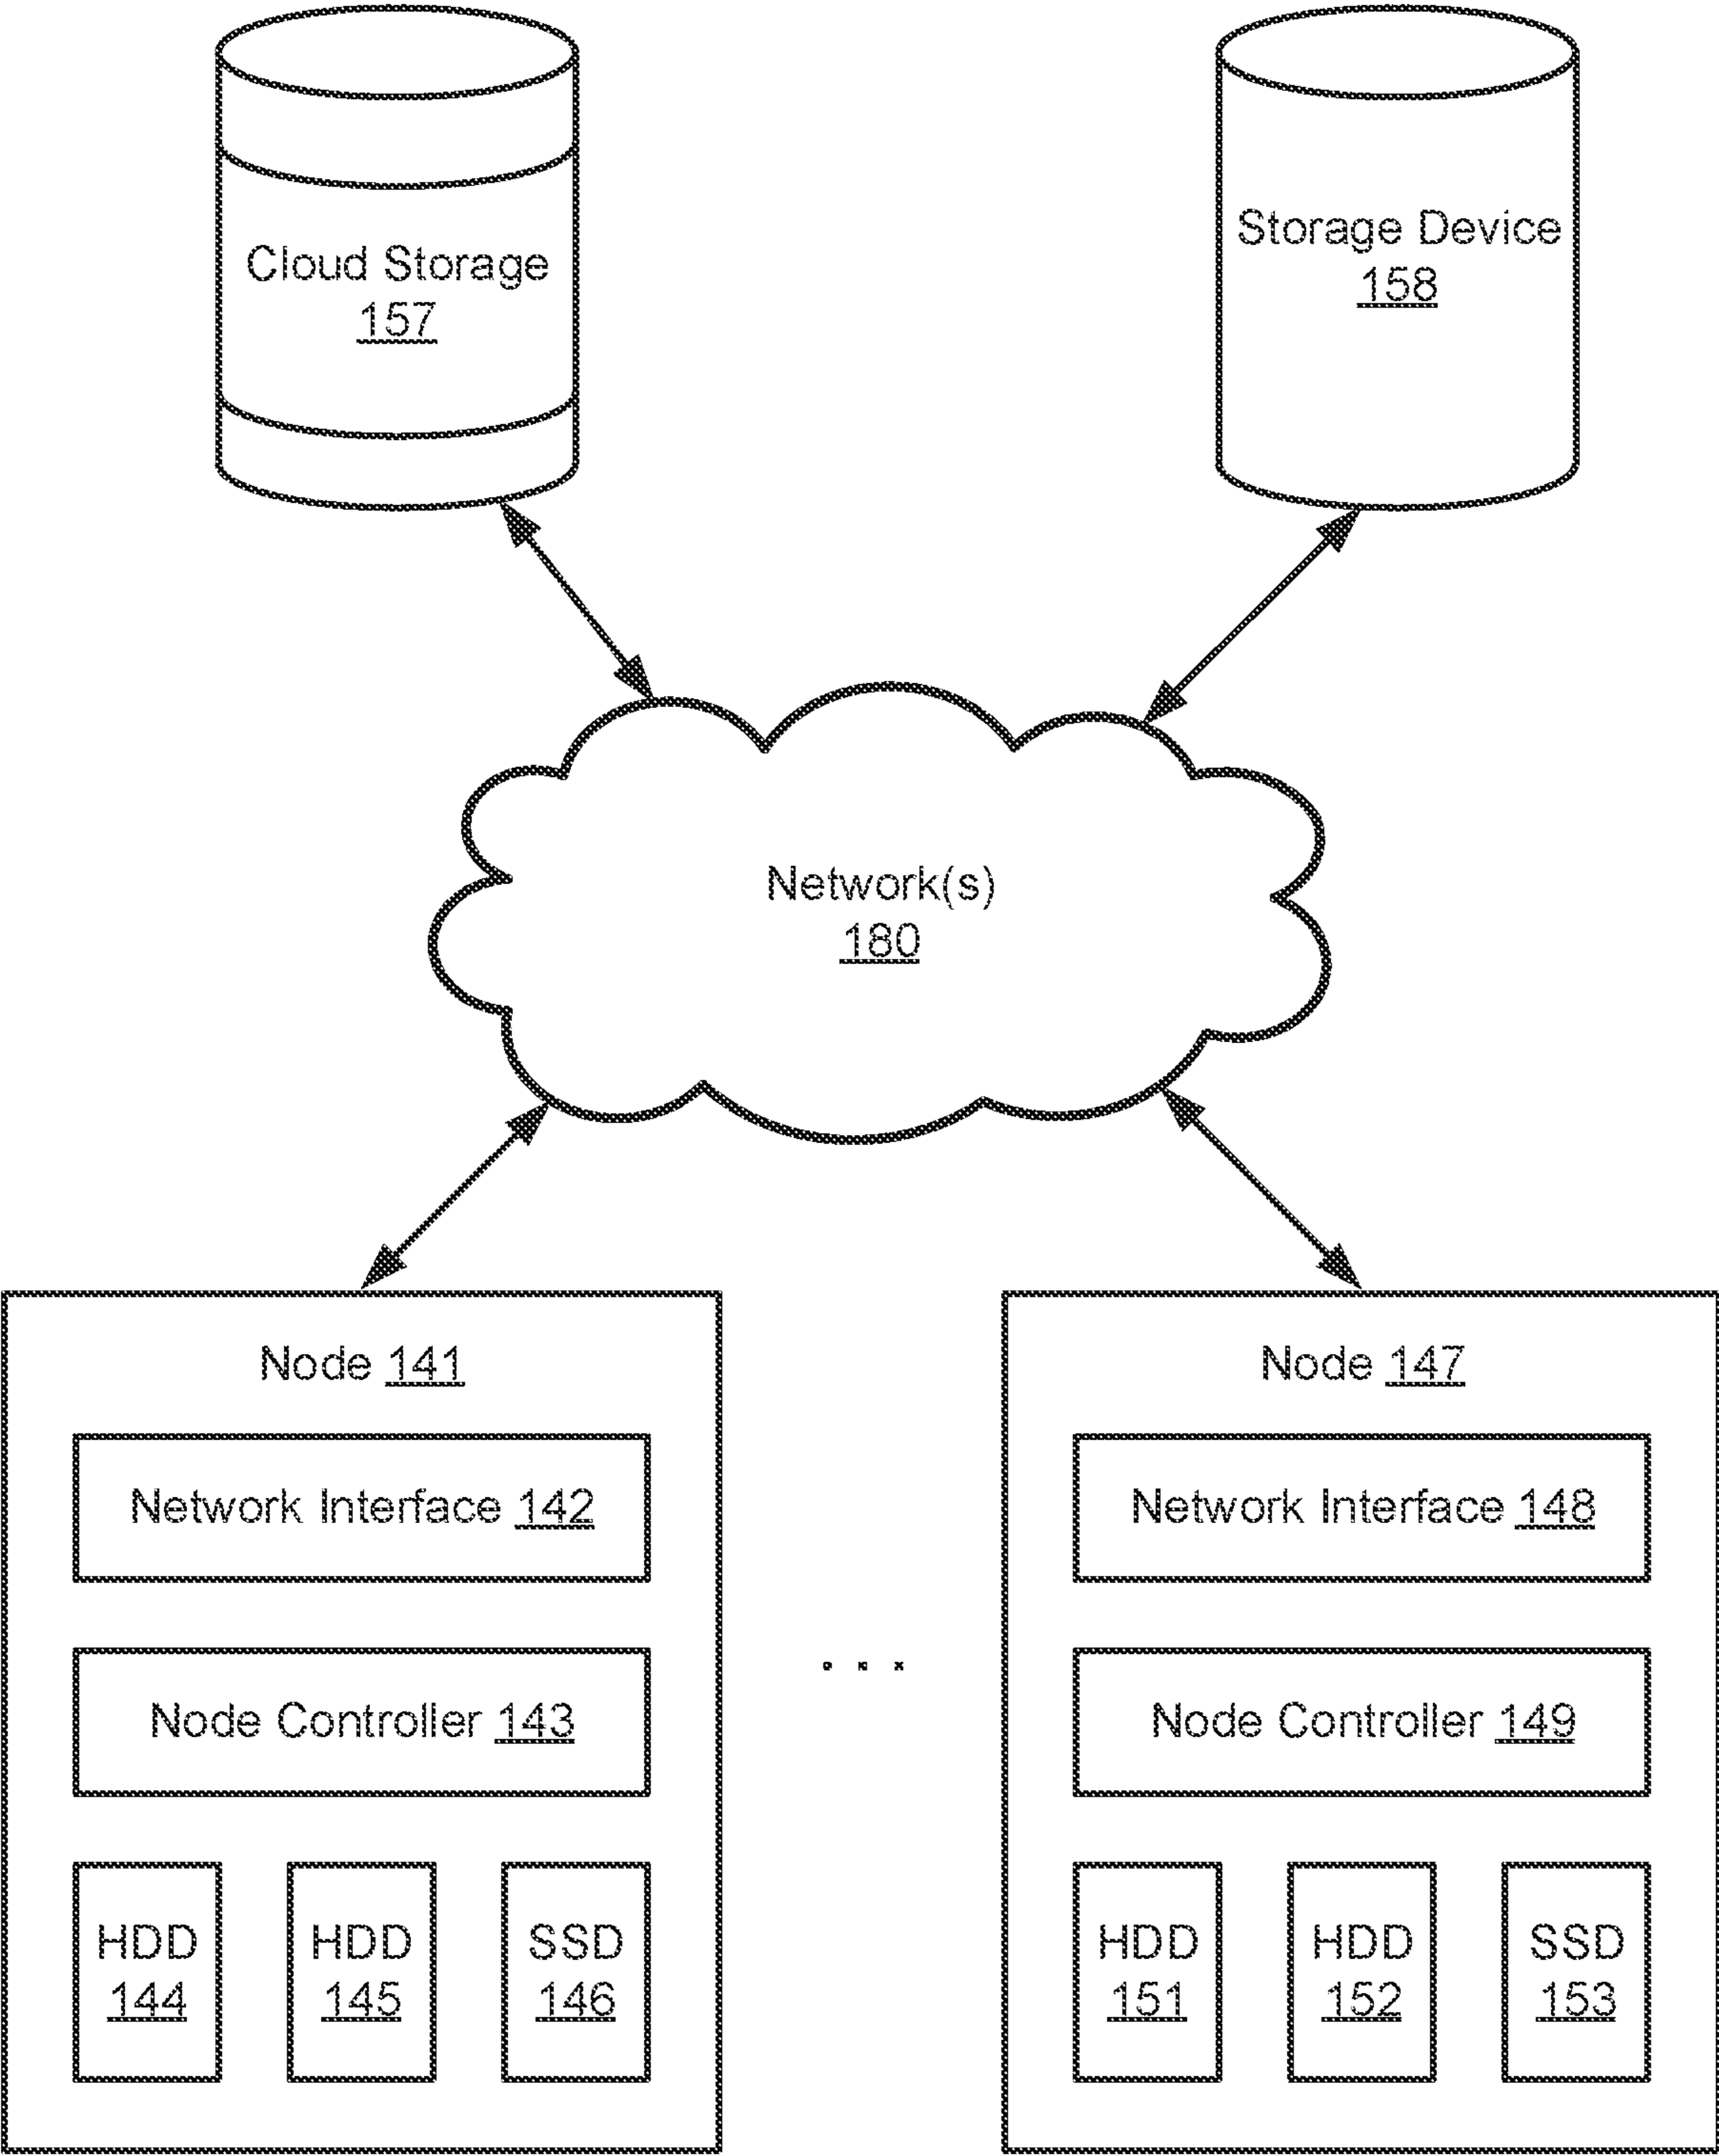 Cloud Storage
157
Storage Device
158
Network(s)
180
Node 141
Network Interface 142
Node Controller 143
HDD
144
HDD
145
SSD
146
. . .
Node 147
Network Interface 148
Node Controller 149
HDD
151
HDD
152
SSD
153